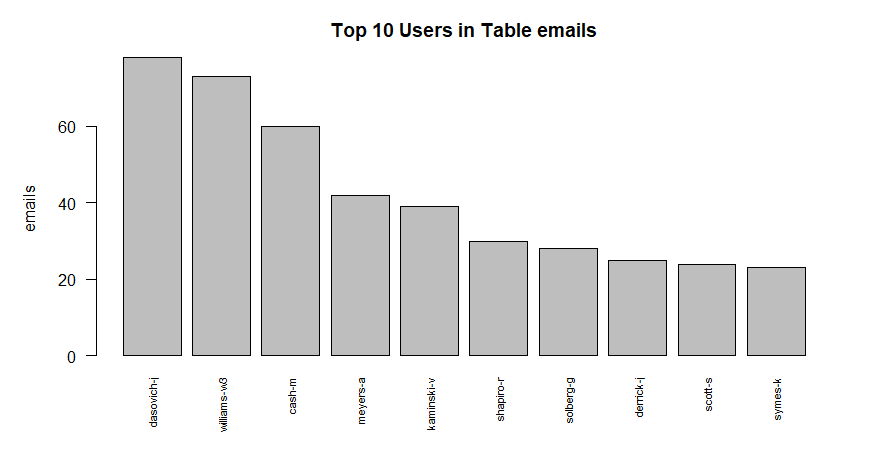 Top 10 Users in Table emails
emails
60
40
20
0
dasovich-j
williams-w3
cash-m
meyers-a
kaminski-v
shapiro-r
solberg-g
derrick-j
scott-s
symes-k